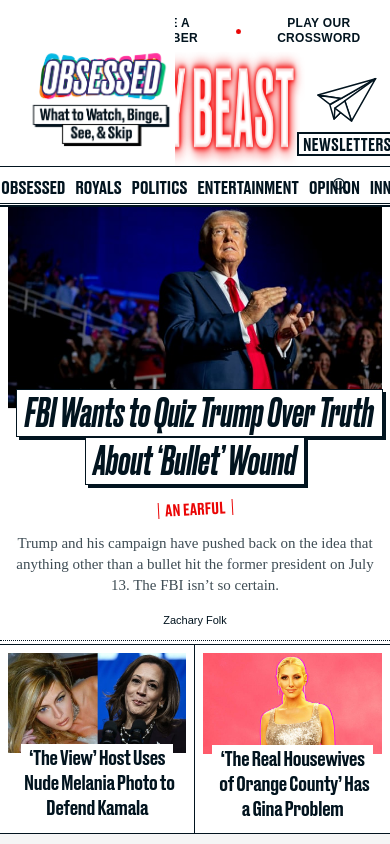 E A
BER
PLAY OUR
CROSSWORD
OBSESSED
What to Watch, Binge,
See, & Skip
Y BEAST
NEWSLETTERS
OBSESSED ROYALS POLITICS ENTERTAINMENT OPINION INN
FBI Wants to Quiz Trump Over Truth
About ‘Bullet’ Wound
AN EARFUL
Trump and his campaign have pushed back on the idea that
anything other than a bullet hit the former president on July
13. The FBI isn’t so certain.
Zachary Folk
‘The View’ Host Uses
Nude Melania Photo to
Defend Kamala
‘The Real Housewives
of Orange County’ Has
a Gina Problem